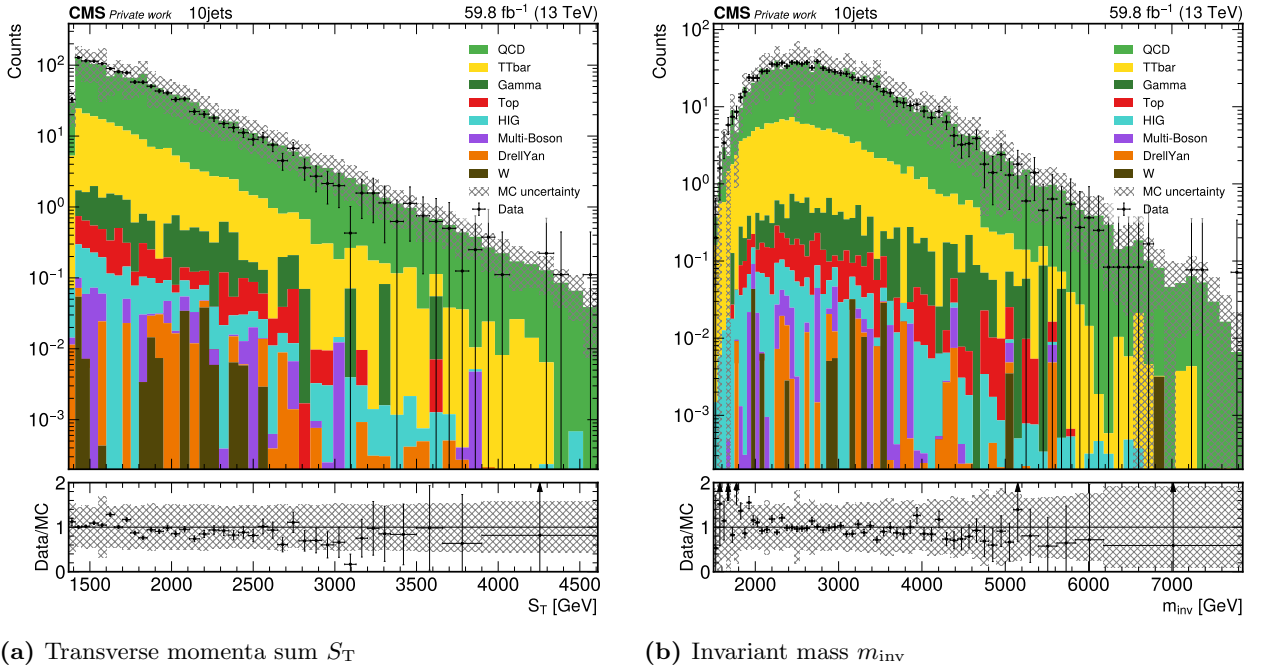 CMS Private work 10jets 59.8 fb⁻¹ (13 TeV)
Counts
10²
10¹
10⁰
10⁻¹
10⁻²
10⁻³
QCD
TTbar
Gamma
Top
HIG
Multi-Boson
DrellYan
W
MC uncertainty
Data
Data/MC
2
1
0
1500 2000 2500 3000 3500 4000 4500
S_T [GeV]
(a) Transverse momenta sum S_T
CMS Private work 10jets 59.8 fb⁻¹ (13 TeV)
Counts
10²
10¹
10⁰
10⁻¹
10⁻²
10⁻³
QCD
TTbar
Gamma
Top
HIG
Multi-Boson
DrellYan
W
MC uncertainty
Data
Data/MC
2
1
0
2000 3000 4000 5000 6000 7000
m_inv [GeV]
(b) Invariant mass m_inv